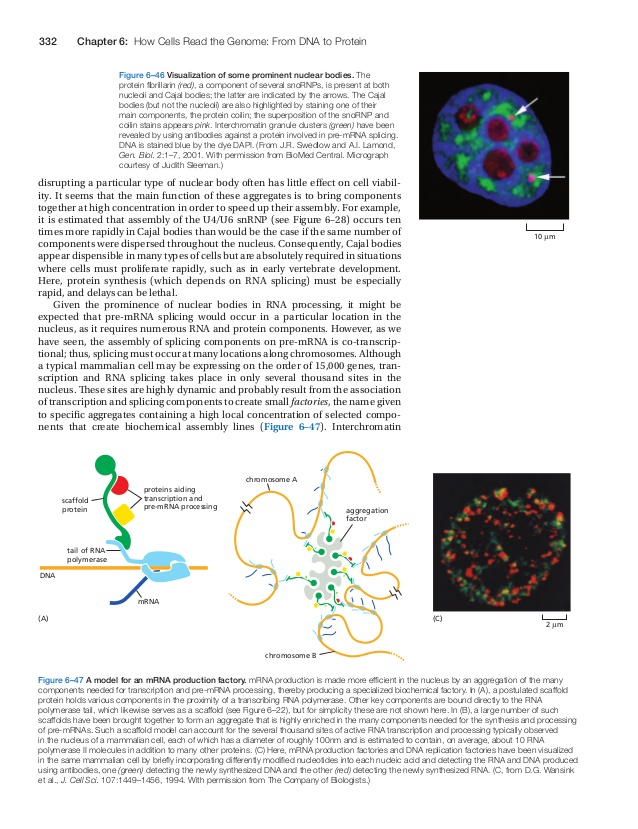 332 Chapter 6: How Cells Read the Genome: From DNA to Protein
Figure 6–46 Visualization of some prominent nuclear bodies. The
protein fibrillarin (red), a component of several snoRNPs, is present at both
nucleoli and Cajal bodies; the latter are indicated by the arrows. The Cajal
bodies (but not the nucleoli) are also highlighted by staining one of their
main components, the protein coilin; the superposition of the snoRNP and
coilin stains appears pink. Interchromatin granule clusters (green) have been
revealed by using antibodies against a protein involved in pre-mRNA splicing.
DNA is stained blue by the dye DAPI. (From J.R. Swedlow and A.I. Lamond,
Gen. Biol. 2:1–7, 2001. With permission from BioMed Central. Micrograph
courtesy of Judith Sleeman.)
10 μm
disrupting a particular type of nuclear body often has little effect on cell viabil-
ity. It seems that the main function of these aggregates is to bring components
together at high concentration in order to speed up their assembly. For example,
it is estimated that assembly of the U4/U6 snRNP (see Figure 6–28) occurs ten
times more rapidly in Cajal bodies than would be the case if the same number of
components were dispersed throughout the nucleus. Consequently, Cajal bodies
appear dispensible in many types of cells but are absolutely required in situations
where cells must proliferate rapidly, such as in early vertebrate development.
Here, protein synthesis (which depends on RNA splicing) must be especially
rapid, and delays can be lethal.
Given the prominence of nuclear bodies in RNA processing, it might be
expected that pre-mRNA splicing would occur in a particular location in the
nucleus, as it requires numerous RNA and protein components. However, as we
have seen, the assembly of splicing components on pre-mRNA is co-transcrip-
tional; thus, splicing must occur at many locations along chromosomes. Although
a typical mammalian cell may be expressing on the order of 15,000 genes, tran-
scription and RNA splicing takes place in only several thousand sites in the
nucleus. These sites are highly dynamic and probably result from the association
of transcription and splicing components to create small factories, the name given
to specific aggregates containing a high local concentration of selected compo-
nents that create biochemical assembly lines (Figure 6–47). Interchromatin
scaffold
protein
proteins aiding
transcription and
pre-mRNA processing
tail of RNA
polymerase
DNA
mRNA
(A)
chromosome A
aggregation
factor
chromosome B
(C)
2 μm
Figure 6–47 A model for an mRNA production factory. mRNA production is made more efficient in the nucleus by an aggregation of the many
components needed for transcription and pre-mRNA processing, thereby producing a specialized biochemical factory. In (A), a postulated scaffold
protein holds various components in the proximity of a transcribing RNA polymerase. Other key components are bound directly to the RNA
polymerase tail, which likewise serves as a scaffold (see Figure 6–22), but for simplicity these are not shown here. In (B), a large number of such
scaffolds have been brought together to form an aggregate that is highly enriched in the many components needed for the synthesis and processing
of pre-mRNAs. Such a scaffold model can account for the several thousand sites of active RNA transcription and processing typically observed
in the nucleus of a mammalian cell, each of which has a diameter of roughly 100nm and is estimated to contain, on average, about 10 RNA
polymerase II molecules in addition to many other proteins. (C) Here, mRNA production factories and DNA replication factories have been visualized
in the same mammalian cell by briefly incorporating differently modified nucleotides into each nucleic acid and detecting the RNA and DNA produced
using antibodies, one (green) detecting the newly synthesized DNA and the other (red) detecting the newly synthesized RNA. (C, from D.G. Wansink
et al., J. Cell Sci. 107:1449–1456, 1994. With permission from The Company of Biologists.)